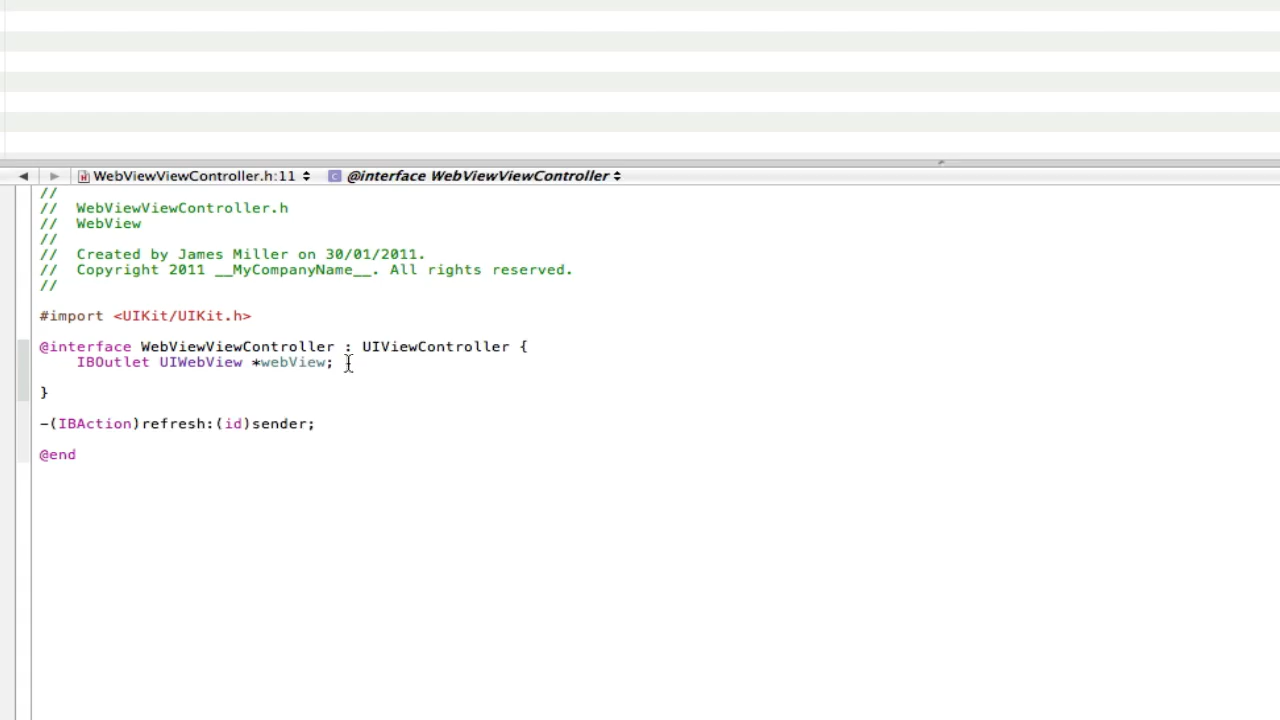 WebViewViewController.h:11 @interface WebViewViewController
//
// WebViewViewController.h
// WebView
//
// Created by James Miller on 30/01/2011.
// Copyright 2011 __MyCompanyName__. All rights reserved.
//
#import <UIKit/UIKit.h>
@interface WebViewViewController : UIViewController {
IBOutlet UIWebView *webView;
}
-(IBAction)refresh:(id)sender;
@end